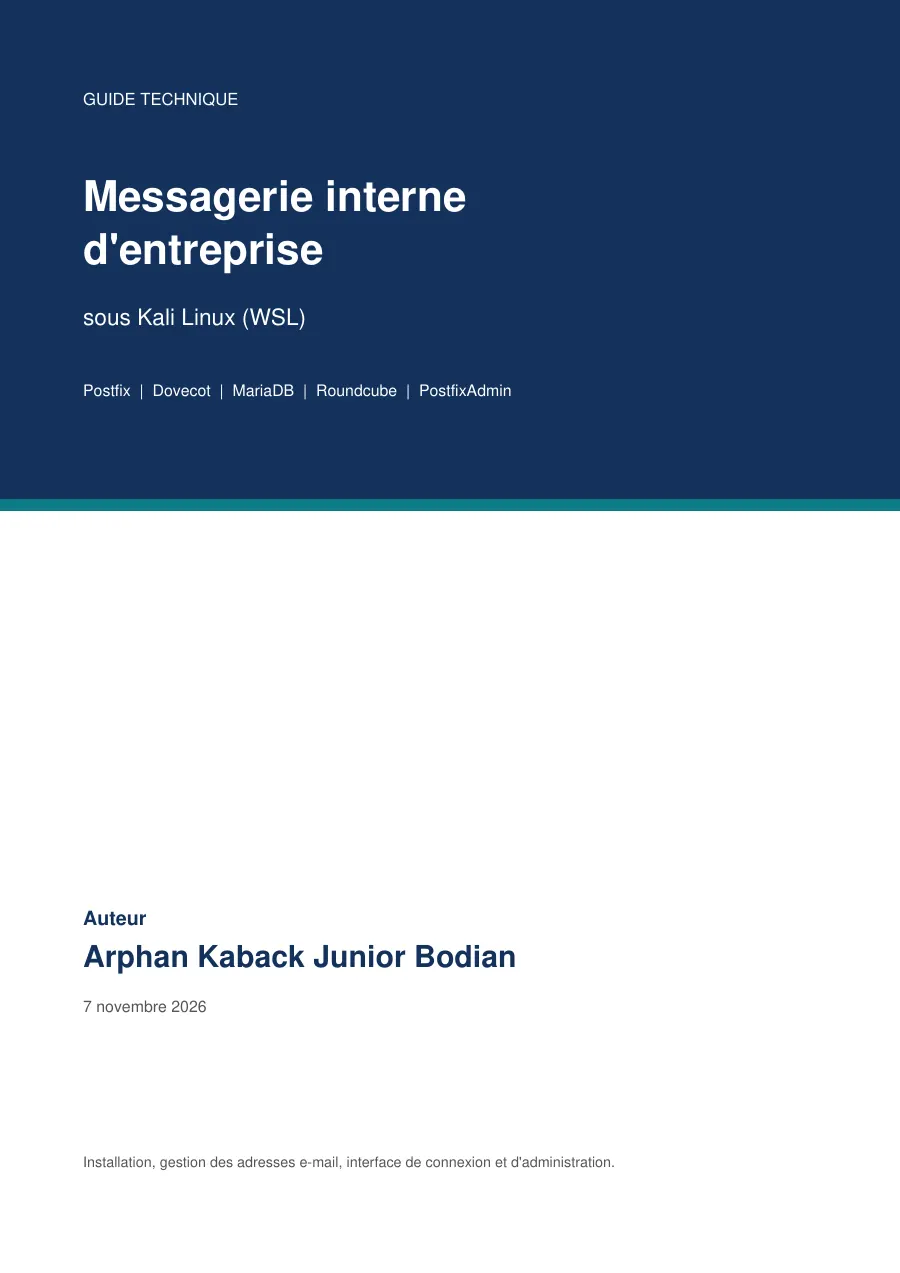 GUIDE TECHNIQUE
Messagerie interne
d'entreprise
sous Kali Linux (WSL)
Postfix | Dovecot | MariaDB | Roundcube | PostfixAdmin
Auteur
Arphan Kaback Junior Bodian
7 novembre 2026
Installation, gestion des adresses e-mail, interface de connexion et d'administration.